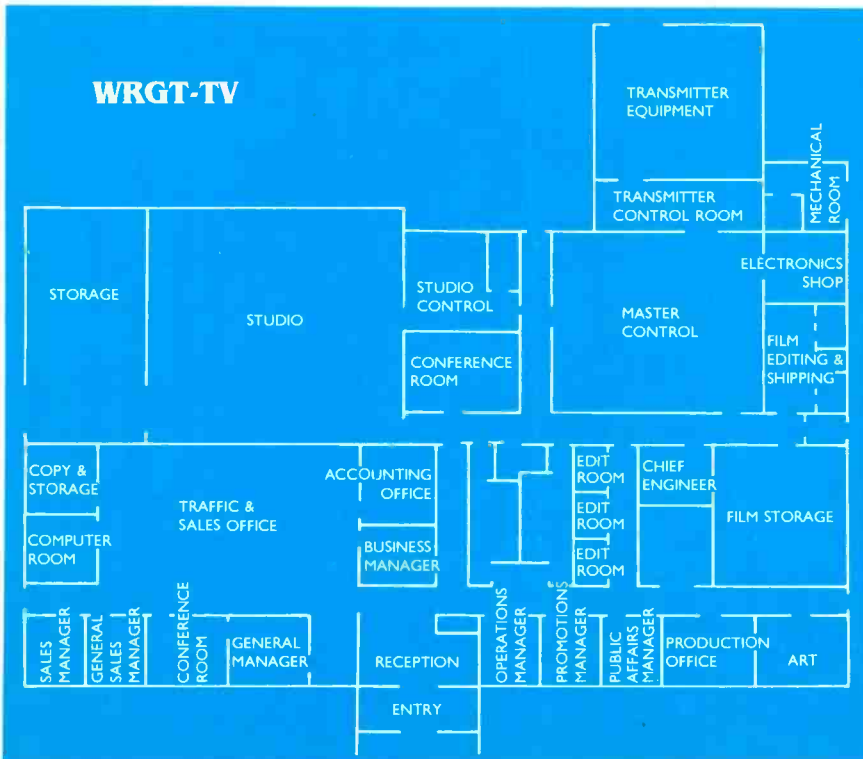 WRGT-TV
TRANSMITTER
EQUIPMENT
MECHANICAL
ROOM
TRANSMITTER
CONTROL ROOM
STORAGE
STUDIO
STUDIO
CONTROL
MASTER
CONTROL
ELECTRONICS
SHOP
CONFERENCE
ROOM
FILM
EDITING &
SHIPPING
COPY &
STORAGE
TRAFFIC &
SALES OFFICE
ACCOUNTING
OFFICE
EDIT
ROOM
CHIEF
ENGINEER
EDIT
ROOM
FILM STORAGE
COMPUTER
ROOM
BUSINESS
MANAGER
EDIT
ROOM
SALES
MANAGER
GENERAL
SALES
MANAGER
CONFERENCE
ROOM
GENERAL
MANAGER
RECEPTION
OPERATIONS
MANAGER
PROMOTIONS
MANAGER
PUBLIC
AFFAIRS
MANAGER
PRODUCTION
OFFICE
ART
ENTRY